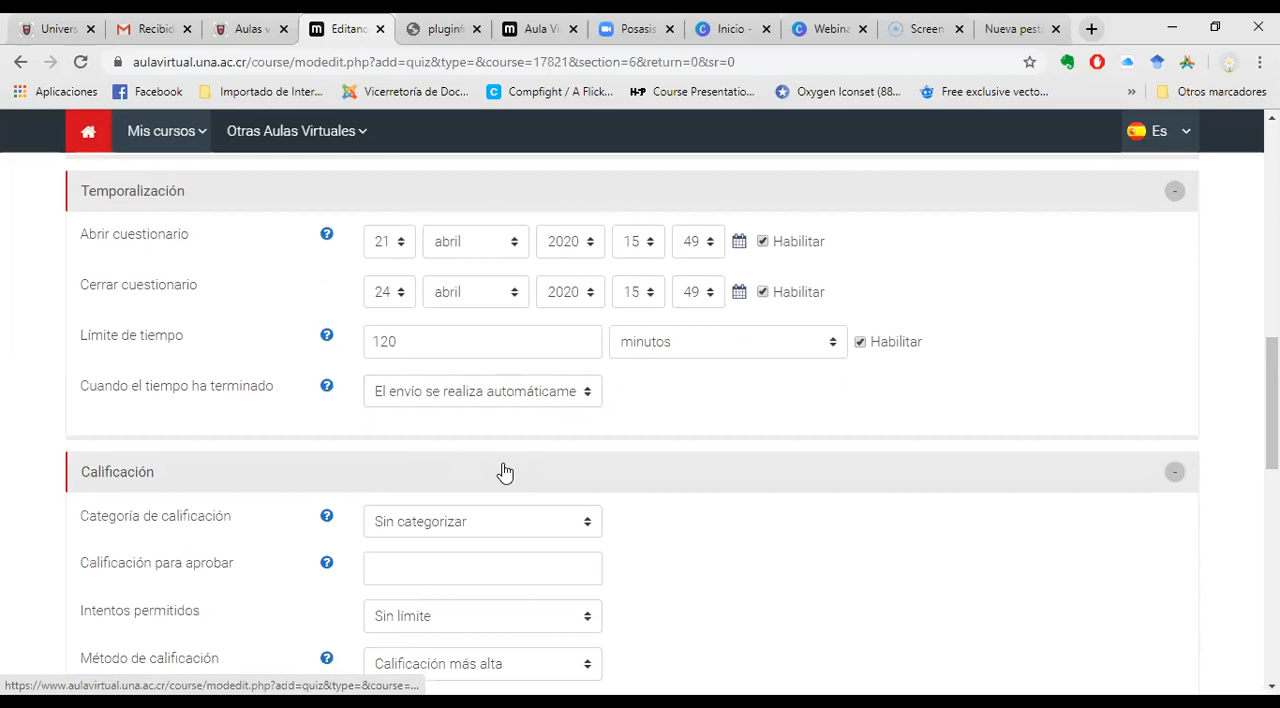 Univers
Recibid
Aulas v
Editanc
pluginf
Aula Vi
Posasis
Inicio -
Webina
Screen
Nueva pest
aulavirtual.una.ac.cr/course/modedit.php?add=quiz&type=&course=17821&section=6&return=0&sr=0
Aplicaciones
Facebook
Importado de Inter...
Vicerretoría de Doc...
Compfight / A Flick...
H-P Course Presentatio...
Oxygen Iconset (88...
Free exclusive vecto...
»
Otros marcadores
Mis cursos
Otras Aulas Virtuales
Es
Temporalización
Abrir cuestionario
21 abril 2020 15 49 Habilitar
Cerrar cuestionario
24 abril 2020 15 49 Habilitar
Límite de tiempo
120 minutos Habilitar
Cuando el tiempo ha terminado
El envío se realiza automáticame
Calificación
Categoría de calificación
Sin categorizar
Calificación para aprobar
Intentos permitidos
Sin límite
Método de calificación
Calificación más alta
https://www.aulavirtual.una.ac.cr/course/modedit.php?add=quiz&type=&course=...